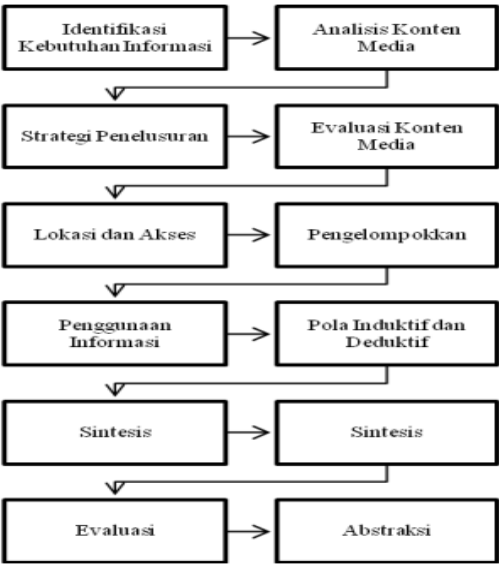 Identifikasi
Kebutuhan Informasi
Analisis Konten
Media
Strategi Penelusuran
Evaluasi Konten
Media
Lokasi dan Akses
Pengelompokkan
Penggunaan
Informasi
Pola Induktif dan
Deduktif
Sintesis
Sintesis
Evaluasi
Abstraksi